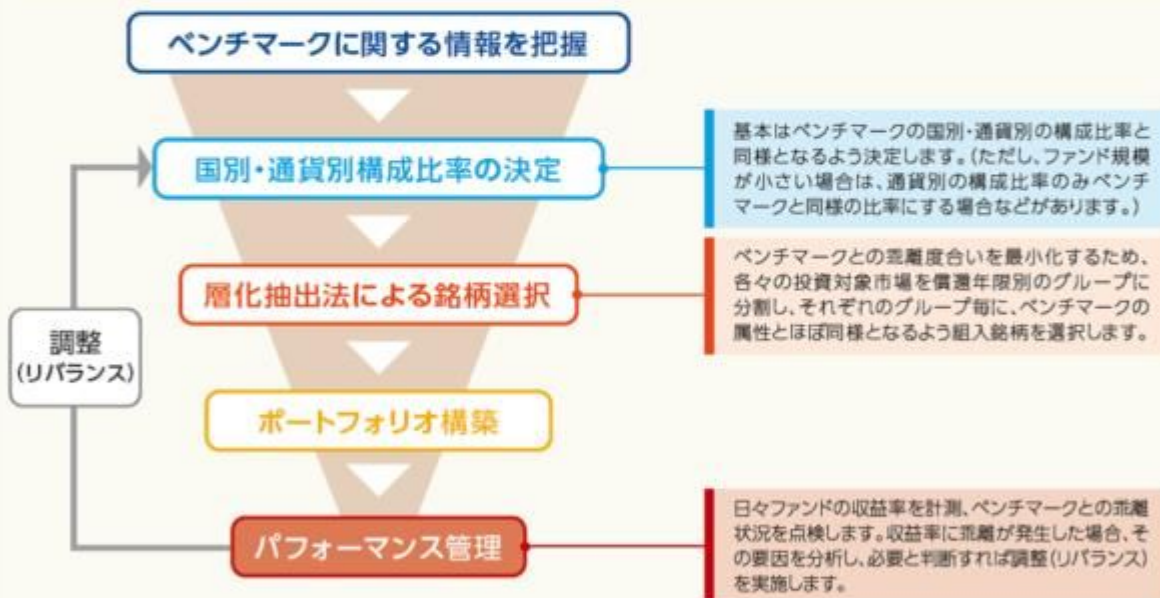 ベンチマークに関する情報を把握
国別・通貨別構成比率の決定
基本はベンチマークの国別・通貨別の構成比率と
同様となるよう決定します。(ただし、ファンド規模
が小さい場合は、通貨別の構成比率のみベンチ
マークと同様の比率にする場合などがあります。)
層化抽出法による銘柄選択
ベンチマークとの乖離度合いを最小化するため、
各々の投資対象市場を償還年限別のグループに
分割し、それぞれのグループ毎に、ベンチマークの
属性とほぼ同様となるよう組入銘柄を選択します。
調整
(リバランス)
ポートフォリオ構築
パフォーマンス管理
日々ファンドの収益率を計測、ベンチマークとの乖離
状況を点検します。収益率に乖離が発生した場合、そ
の要因を分析し、必要と判断すれば調整(リバランス)
を実施します。